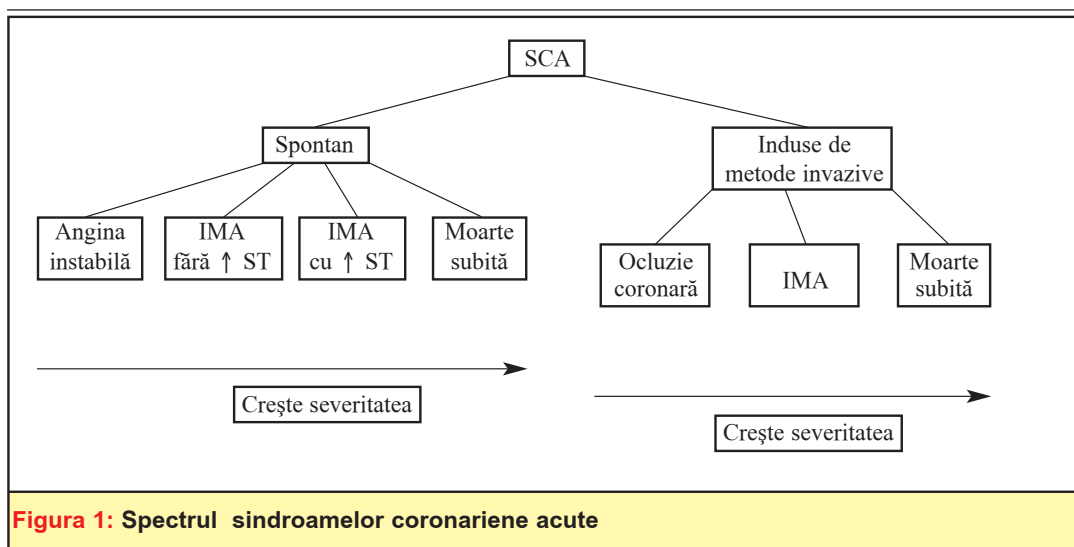 SCA
Spontan
Induse de
metode invazive
Angina
instabilă
IMA
fără ↑ ST
IMA
cu ↑ ST
Moarte
subită
Ocluzie
coronară
IMA
Moarte
subită
Creşte severitatea
Creşte severitatea
Figura 1: Spectrul sindroamelor coronariene acute